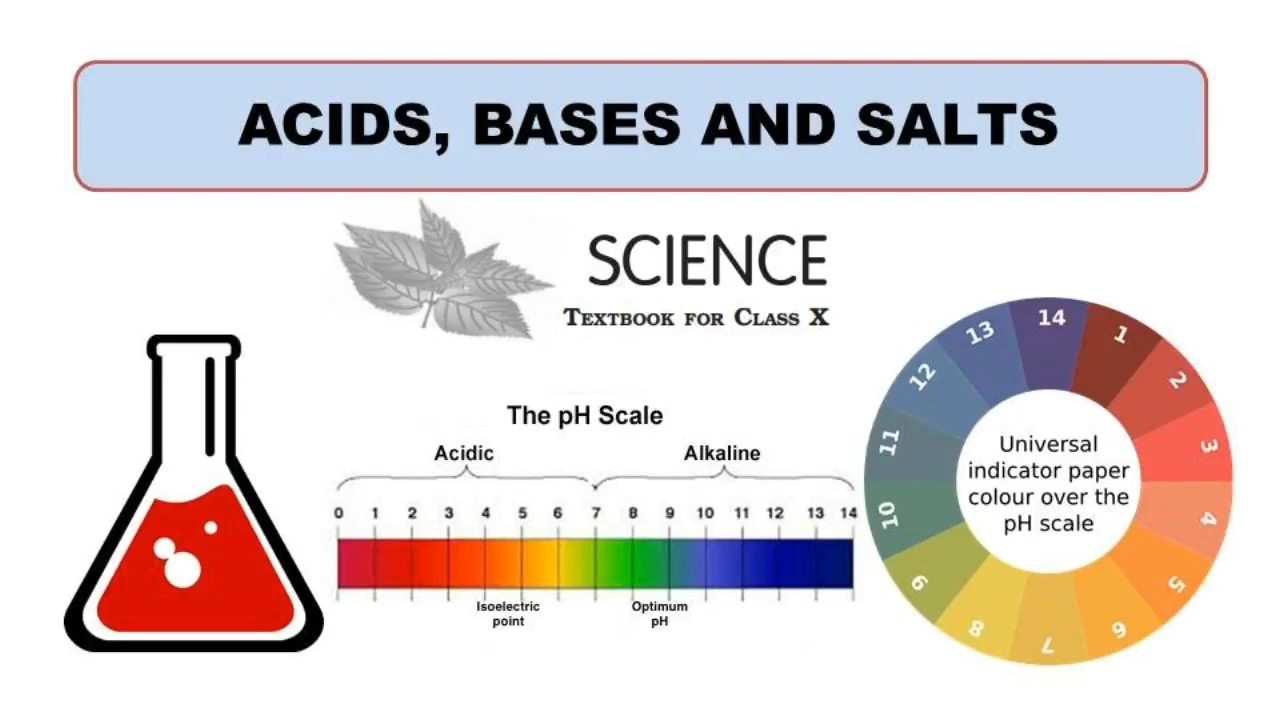 ACIDS, BASES AND SALTS
SCIENCE
TEXTBOOK FOR CLASS X
The pH Scale
Acidic Alkaline
0 1 2 3 4 5 6 7 8 9 10 11 12 13 14
Isoelectric
point
Optimum
pH
1
2
3
4
5
6
7
8
9
10
11
12
13
14
Universal
indicator paper
colour over the
pH scale